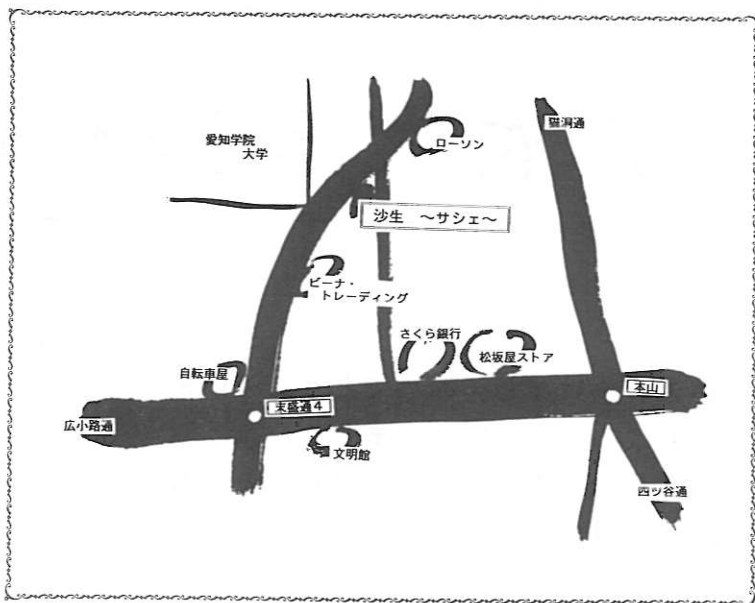 愛知学院
大学
ローソン
猫洞通
沙生 ～サシェ～
ビーナ・
トレーディング
さくら銀行
松坂屋ストア
自転車屋
末盛通4
本山
広小路通
文明館
四ツ谷通